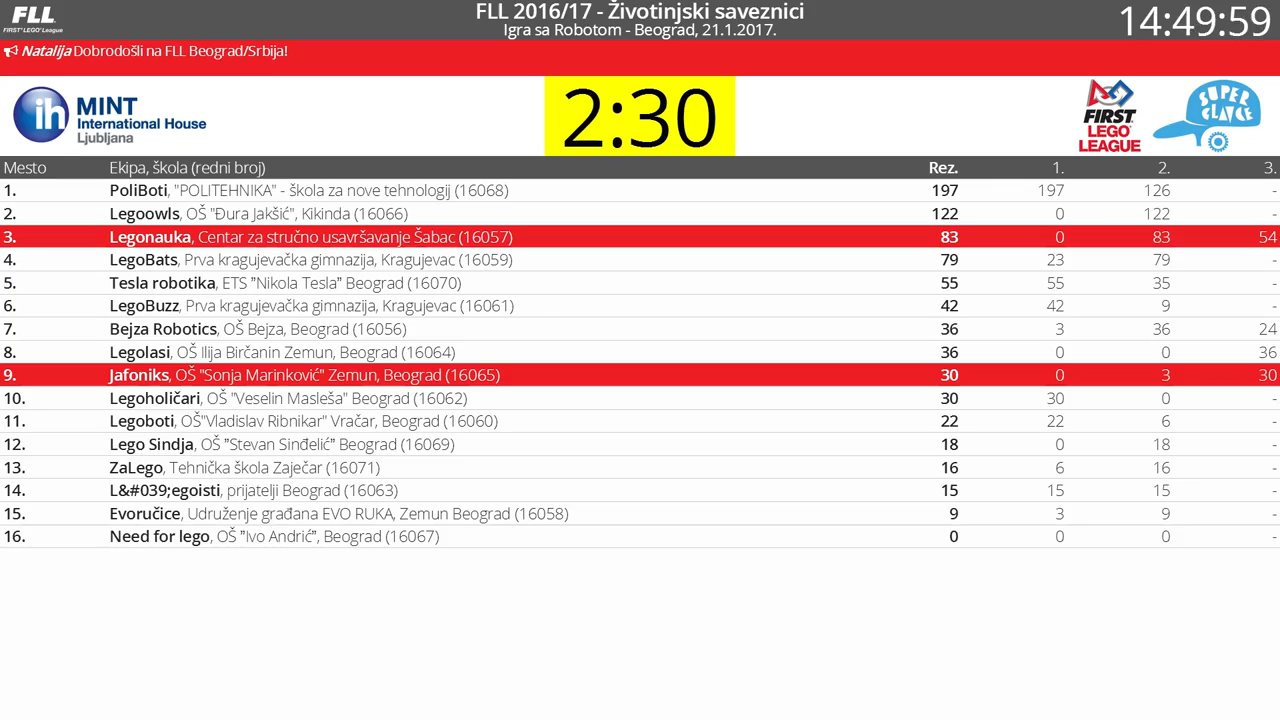 FLL
FIRST LEGO League
FLL 2016/17 - Životinjski saveznici
Igra sa Robotom - Beograd, 21.1.2017.
14:49:59
Natalija Dobrodošli na FLL Beograd/Srbija!
ih MINT
International House
Ljubljana
2:30
FIRST
LEGO
LEAGUE
SUPER
GLAVCE
Mesto Ekipa, škola (redni broj) Rez. 1. 2. 3.
1. PoliBoti, "POLITEHNIKA" - škola za nove tehnologij (16068) 197 197 126 -
2. Legoowls, OŠ "Đura Jakšić", Kikinda (16066) 122 0 122 -
3. Legonauka, Centar za stručno usavršavanje Šabac (16057) 83 0 83 54
4. LegoBats, Prva kragujevačka gimnazija, Kragujevac (16059) 79 23 79 -
5. Tesla robotika, ETS ”Nikola Tesla” Beograd (16070) 55 55 35 -
6. LegoBuzz, Prva kragujevačka gimnazija, Kragujevac (16061) 42 42 9 -
7. Bejza Robotics, OŠ Bejza, Beograd (16056) 36 3 36 24
8. Legolasi, OŠ Ilija Birčanin Zemun, Beograd (16064) 36 0 0 36
9. Jafoniks, OŠ "Sonja Marinković" Zemun, Beograd (16065) 30 0 3 30
10. Legoholičari, OŠ "Veselin Masleša" Beograd (16062) 30 30 0 -
11. Legoboti, OŠ"Vladislav Ribnikar" Vračar, Beograd (16060) 22 22 6 -
12. Lego Sindja, OŠ ”Stevan Sinđelić” Beograd (16069) 18 0 18 -
13. ZaLego, Tehnička škola Zaječar (16071) 16 6 16 -
14. L&#039;egoisti, prijatelji Beograd (16063) 15 15 15 -
15. Evoručice, Udruženje građana EVO RUKA, Zemun Beograd (16058) 9 3 9 -
16. Need for lego, OŠ ”Ivo Andrić”, Beograd (16067) 0 0 0 -